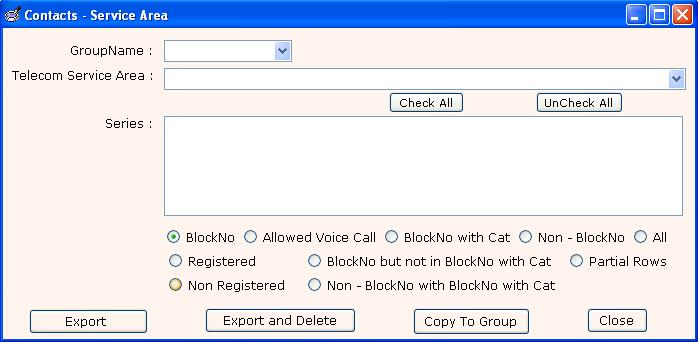 Contacts - Service Area
GroupName :
Telecom Service Area :
Check All UnCheck All
Series :
BlockNo Allowed Voice Call BlockNo with Cat Non - BlockNo All
Registered BlockNo but not in BlockNo with Cat Partial Rows
Non Registered Non - BlockNo with BlockNo with Cat
Export Export and Delete Copy To Group Close